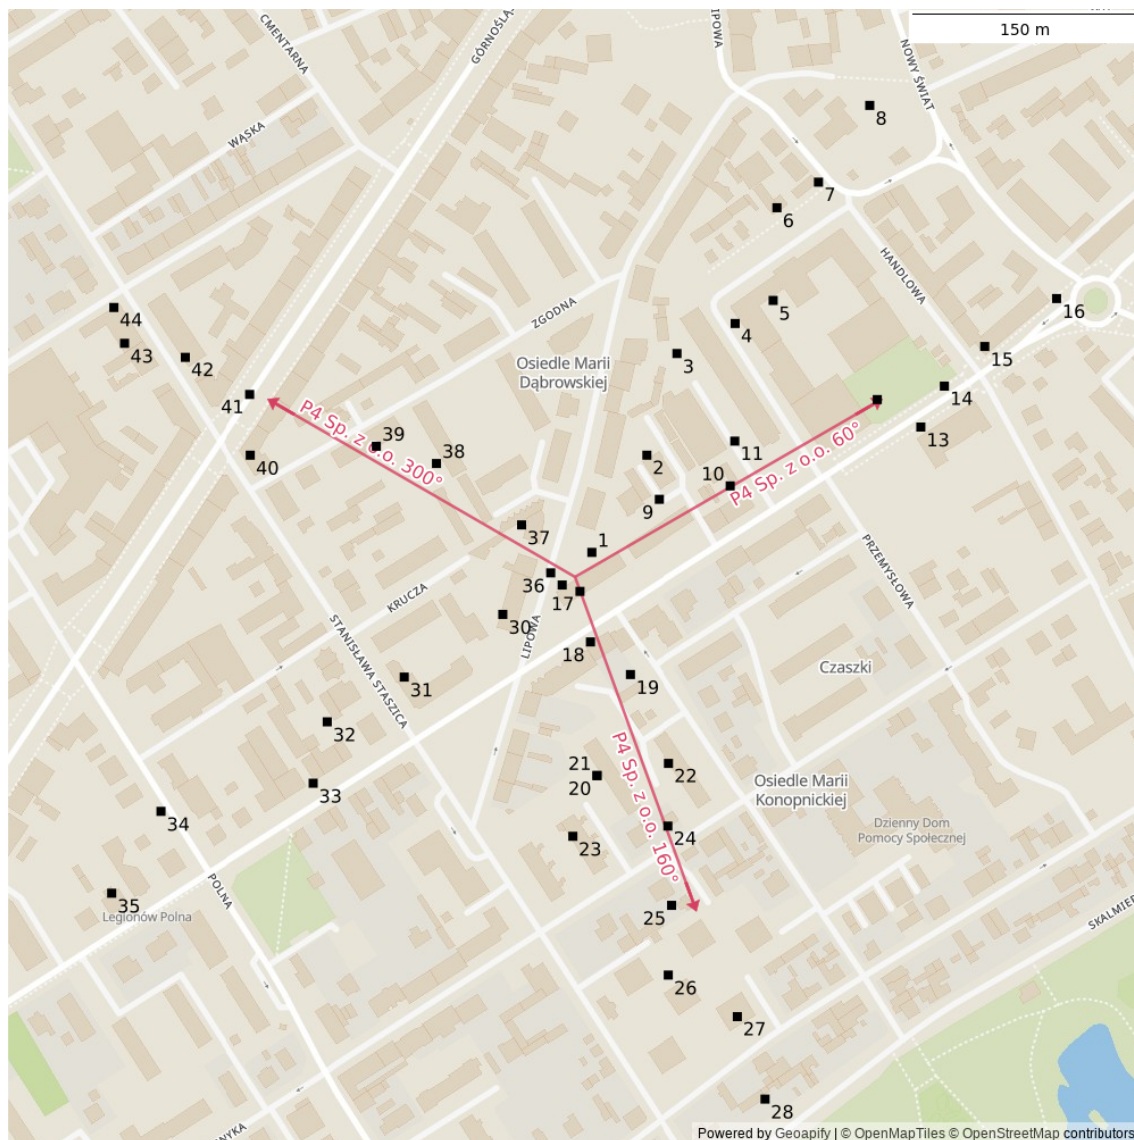 150 m
LIPOWA
NOWY ŚWIAT
CMENTARNA
GÓRNOŚLĄS
WĄSKA
8
7
6
HANDLOWA
16
44
43
42
41
ZGODNA
5
4
3
15
14
13
Osiedle Marii
Dąbrowskiej
P4 Sp. z o.o. 300°
39
38
40
2
11
10
9
P4 Sp. z o.o. 60°
37
1
36
17
PRZEMYSŁOWA
KRUCZA
30
LIPOWA
18
19
Czaszki
STANISŁAWA STASZICA
31
32
33
21
20
22
P4 Sp. z o.o. 160°
Osiedle Marii
Konopnickiej
34
23
24
Dzienny Dom
Pomocy Społecznej
35
Legionów Polna
POLNA
25
SKALMIER
26
27
28
NYKA
Powered by Geoapify | © OpenMapTiles © OpenStreetMap contributors